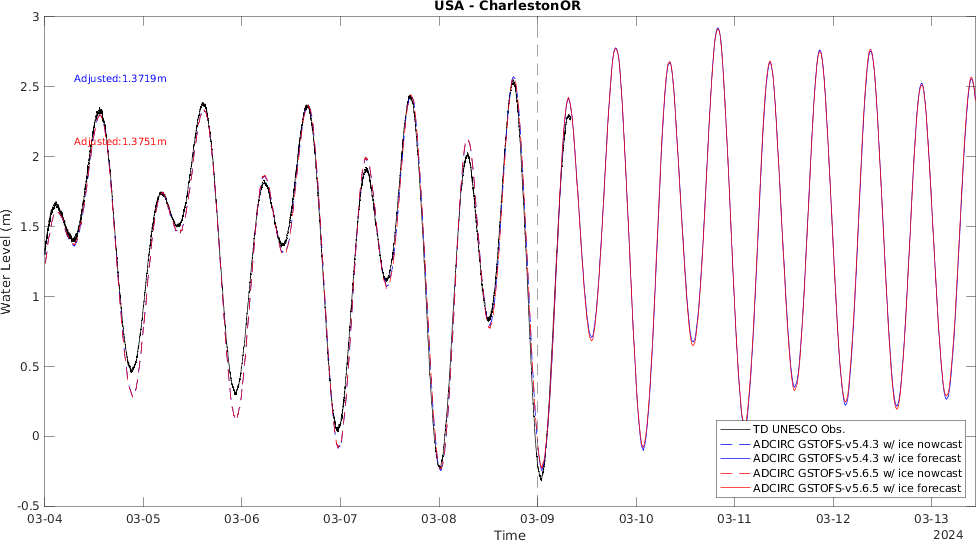 USA - CharlestonOR
3
2.5
2
1.5
1
0.5
0
-0.5
Water Level (m)
Adjusted:1.3719m
Adjusted:1.3751m
TD UNESCO Obs.
ADCIRC GSTOFS-v5.4.3 w/ ice nowcast
ADCIRC GSTOFS-v5.4.3 w/ ice forecast
ADCIRC GSTOFS-v5.6.5 w/ ice nowcast
ADCIRC GSTOFS-v5.6.5 w/ ice forecast
03-04 03-05 03-06 03-07 03-08 03-09 03-10 03-11 03-12 03-13
Time
2024